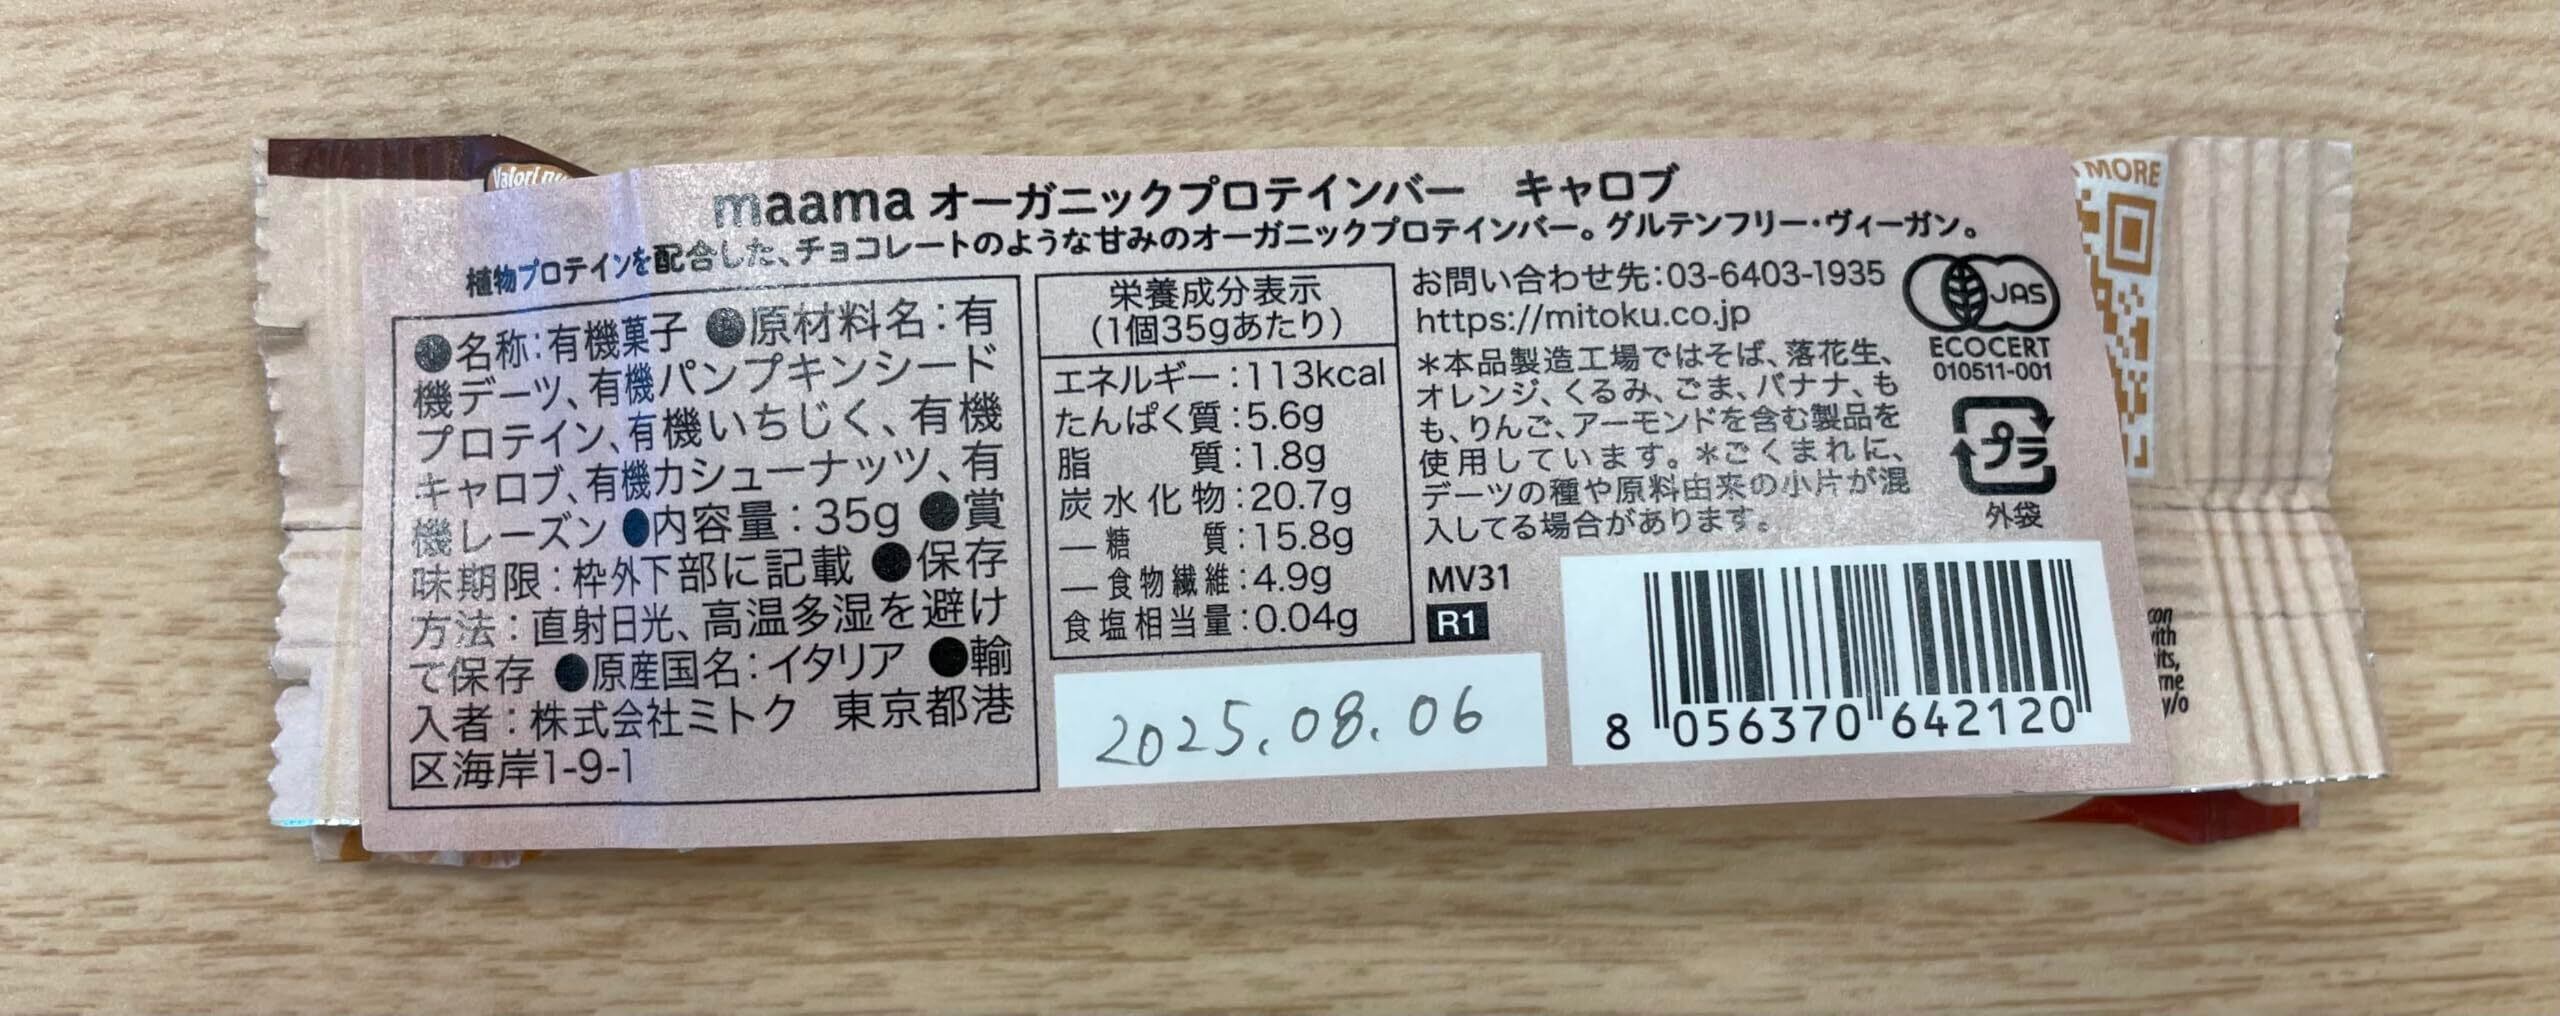 maama オーガニックプロテインバー　キャロブ
植物プロテインを配合した、チョコレートのような甘みのオーガニックプロテインバー。グルテンフリー・ヴィーガン。
●名称：有機菓子 ●原材料名：有
機デーツ、有機パンプキンシード
プロテイン、有機いちじく、有機
キャロブ、有機カシューナッツ、有
機レーズン ●内容量：35g ●賞
味期限：枠外下部に記載 ●保存
方法：直射日光、高温多湿を避け
て保存 ●原産国名：イタリア ●輸
入者：株式会社ミトク 東京都港
区海岸1-9-1
栄養成分表示
(1個35gあたり)
エネルギー：113kcal
たんぱく質：5.6g
脂質：1.8g
炭水化物：20.7g
―糖質：15.8g
―食物繊維：4.9g
食塩相当量：0.04g
2025.08.06
お問い合わせ先：03-6403-1935
https://mitoku.co.jp
＊本品製造工場ではそば、落花生、
オレンジ、くるみ、ごま、バナナ、も
も、りんご、アーモンドを含む製品を
使用しています。＊ごくまれに、
デーツの種や原料由来の小片が混
入してる場合があります。
MV31
R1
JAS
ECOCERT
010511-001
プラ
外袋
8 056370 642120
MORE